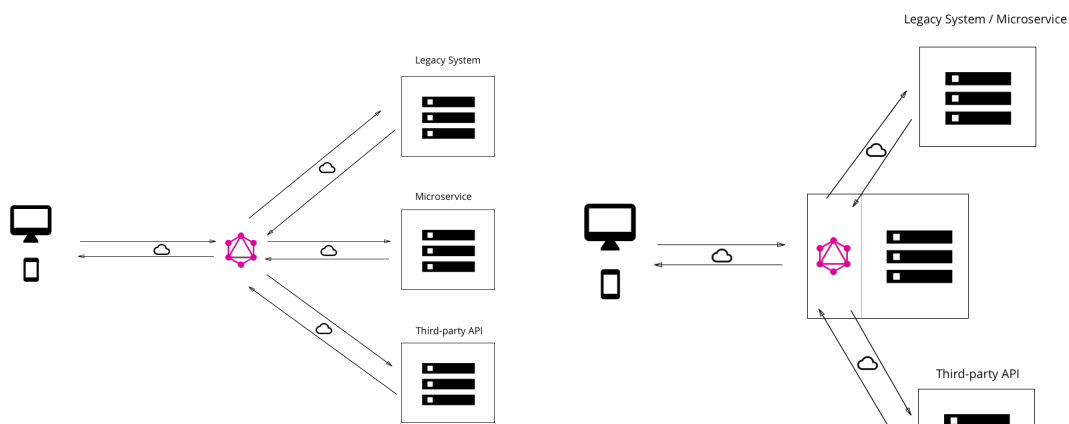 Legacy System
Microservice
Third-party API
Legacy System / Microservice
Third-party API